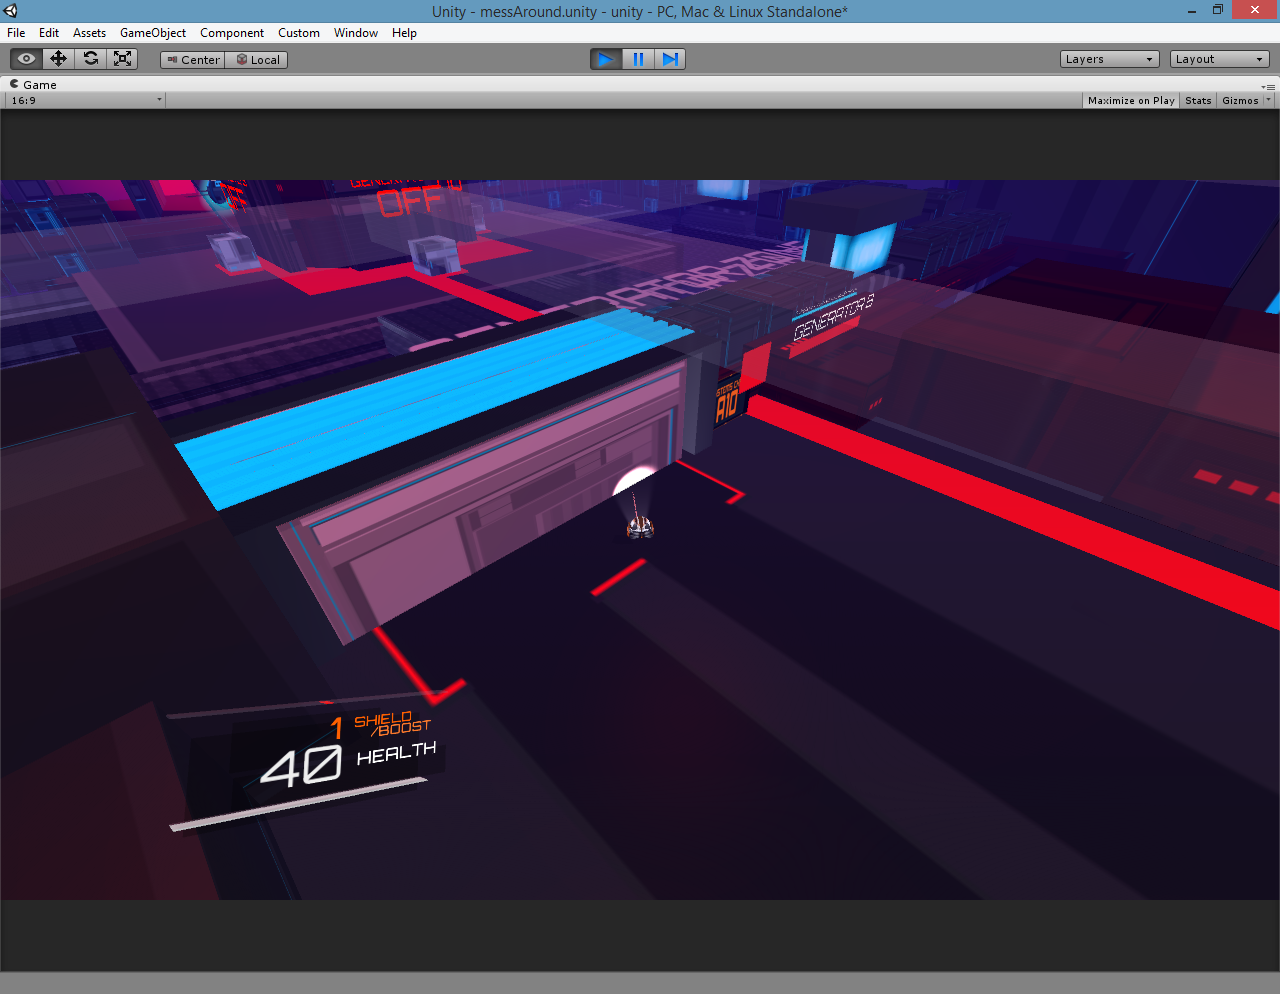 Unity - messAround.unity - unity - PC, Mac & Linux Standalone*
File Edit Assets GameObject Component Custom Window Help
Center Local Layers Layout
Game
16:9 Maximize on Play Stats Gizmos
OFF
GENERATOR 3
A10
1 SHIELD
/BOOST
40 HEALTH